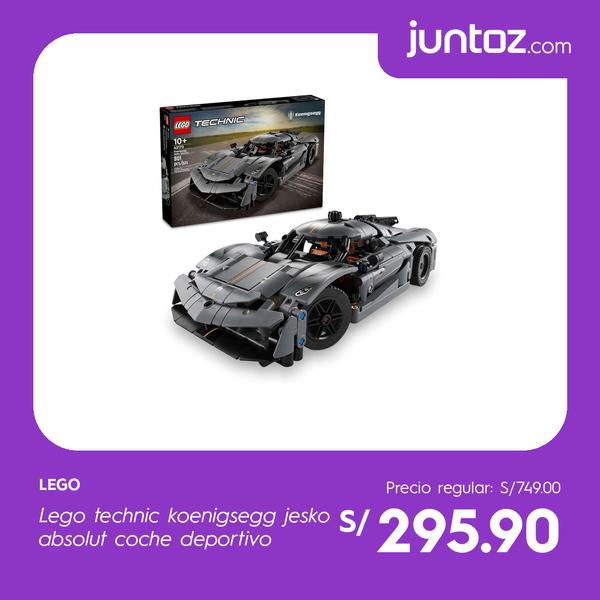 juntoz.com
LEGO TECHNIC
Koenigsegg
10+
801
LEGO
Precio regular: S/749.00
Lego technic koenigsegg jesko
absolut coche deportivo
S/ 295.90